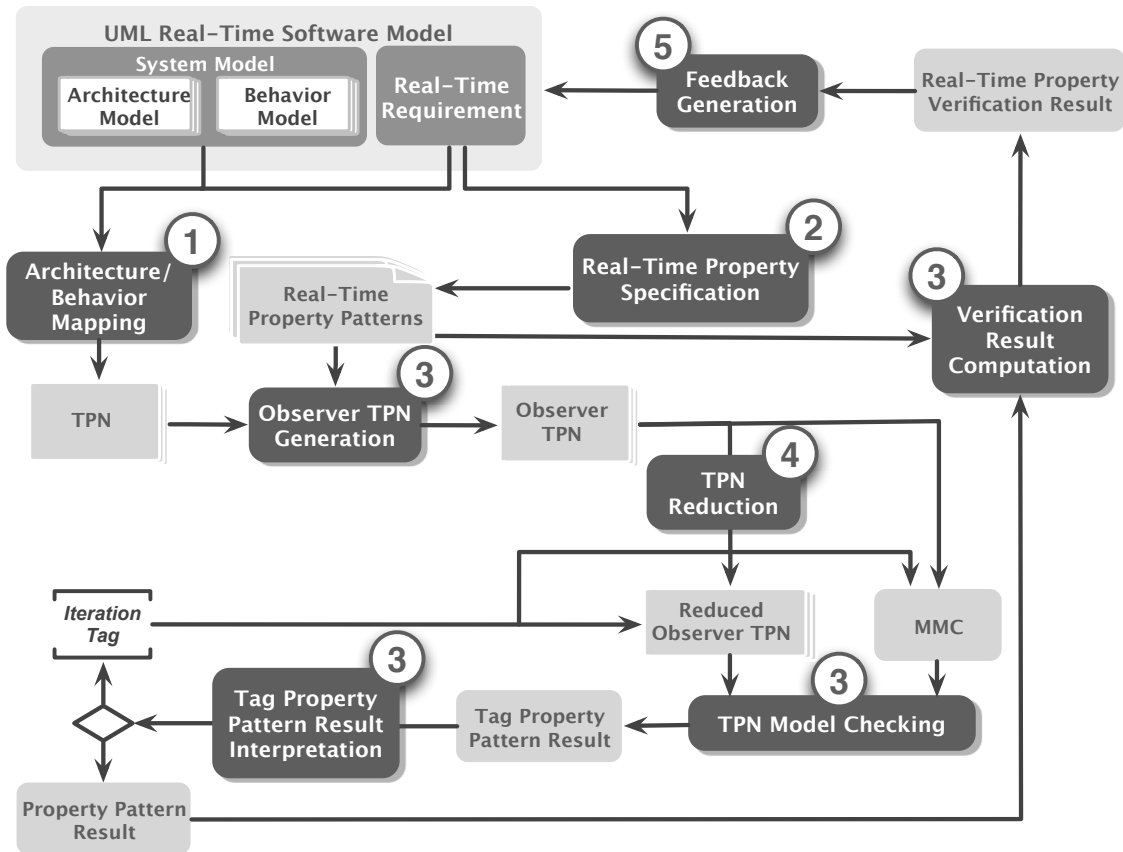 UML Real-Time Software Model
System Model
Architecture
Model
Behavior
Model
Real-Time
Requirement
5
Feedback
Generation
Real-Time Property
Verification Result
1
Architecture/
Behavior
Mapping
2
Real-Time Property
Specification
Real-Time
Property Patterns
3
Verification
Result
Computation
TPN
3
Observer TPN
Generation
Observer
TPN
4
TPN
Reduction
Iteration
Tag
Reduced
Observer TPN
MMC
3
Tag Property
Pattern Result
Interpretation
Tag Property
Pattern Result
3
TPN Model Checking
Property Pattern
Result